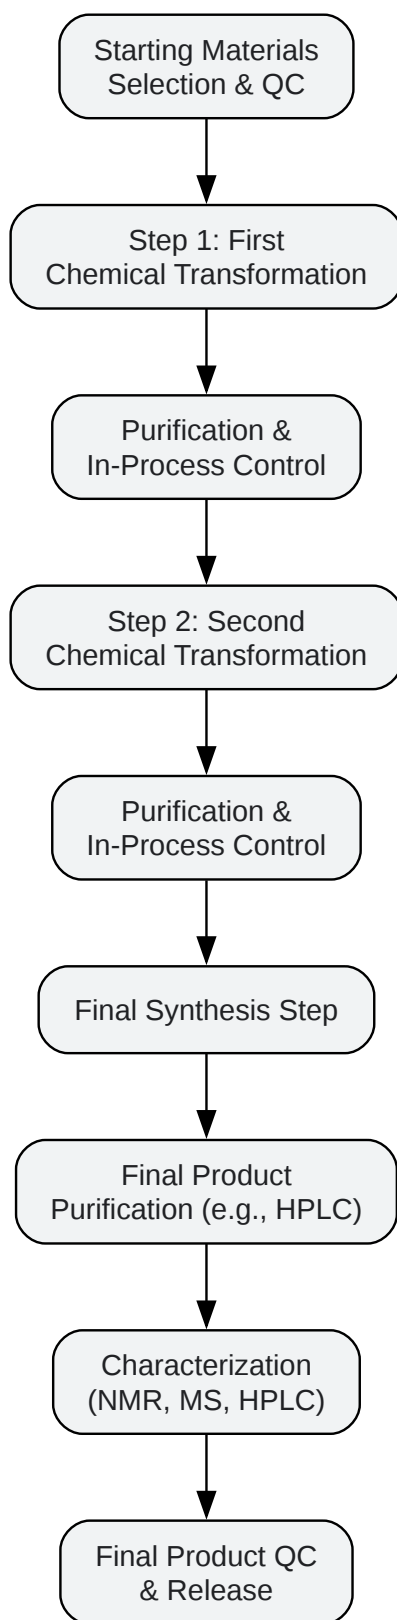 Starting Materials
Selection & QC
Step 1: First
Chemical Transformation
Purification &
In-Process Control
Step 2: Second
Chemical Transformation
Purification &
In-Process Control
Final Synthesis Step
Final Product
Purification (e.g., HPLC)
Characterization
(NMR, MS, HPLC)
Final Product QC
& Release